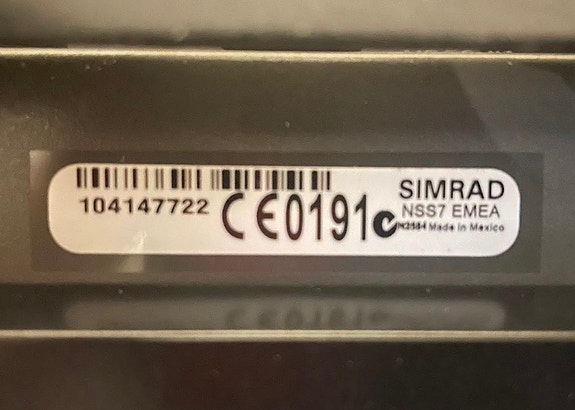 SIMRAD
104147722 CE0191 NSS7 EMEA
N2584 Made in Mexico